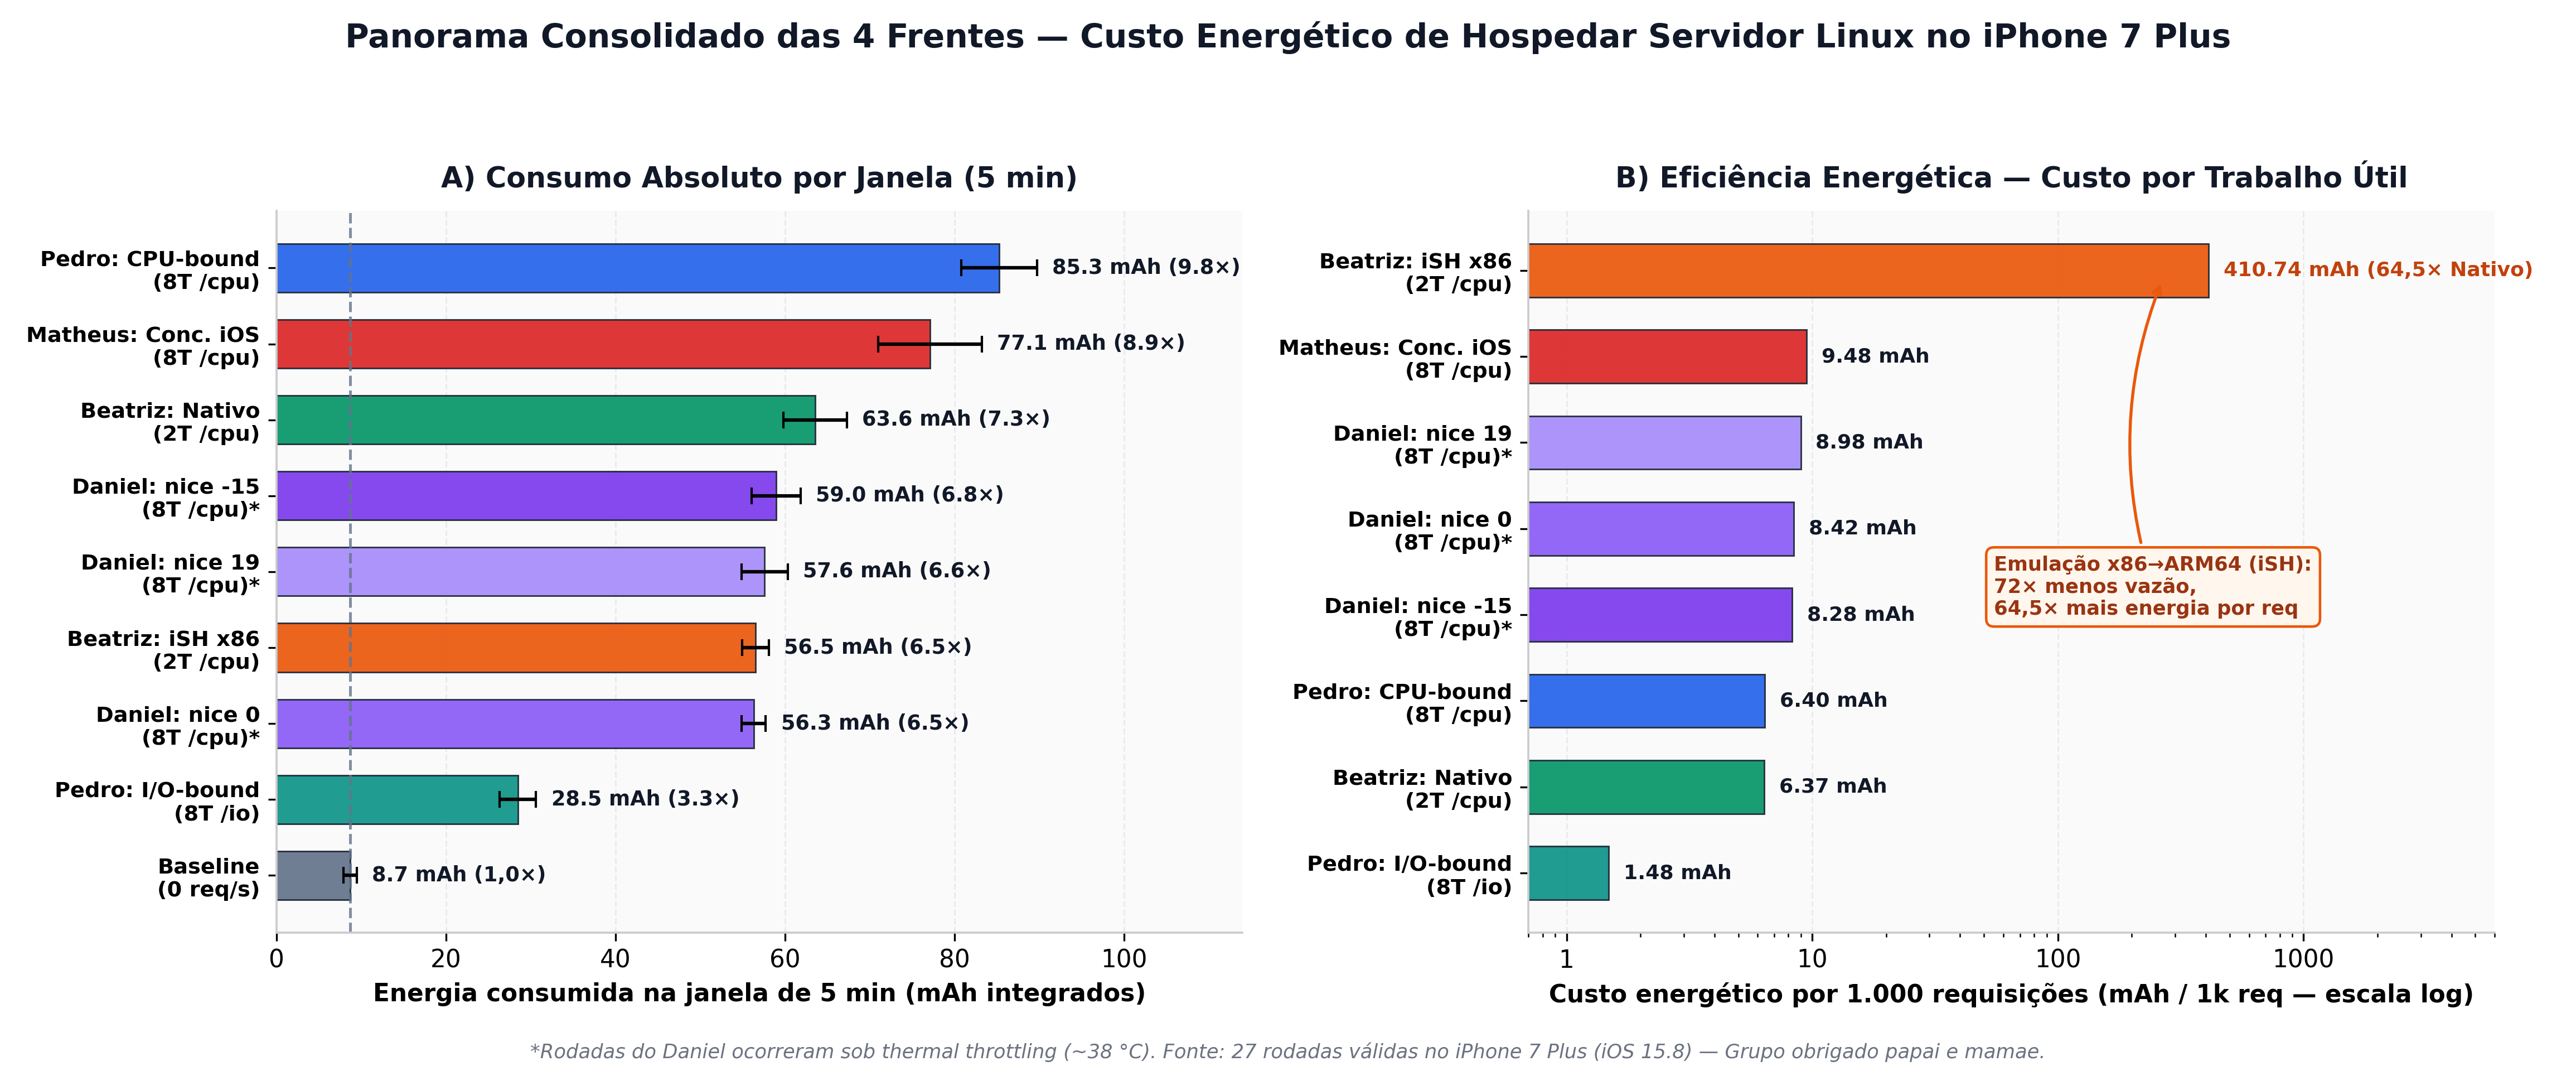 Panorama Consolidado das 4 Frentes — Custo Energético de Hospedar Servidor Linux no iPhone 7 Plus
A) Consumo Absoluto por Janela (5 min)
Pedro: CPU-bound
(8T /cpu)
85.3 mAh (9.8×)
Matheus: Conc. iOS
(8T /cpu)
77.1 mAh (8.9×)
Beatriz: Nativo
(2T /cpu)
63.6 mAh (7.3×)
Daniel: nice -15
(8T /cpu)*
59.0 mAh (6.8×)
Daniel: nice 19
(8T /cpu)*
57.6 mAh (6.6×)
Beatriz: iSH x86
(2T /cpu)
56.5 mAh (6.5×)
Daniel: nice 0
(8T /cpu)*
56.3 mAh (6.5×)
Pedro: I/O-bound
(8T /io)
28.5 mAh (3.3×)
Baseline
(0 req/s)
8.7 mAh (1,0×)
0 20 40 60 80 100
Energia consumida na janela de 5 min (mAh integrados)
B) Eficiência Energética — Custo por Trabalho Útil
Beatriz: iSH x86
(2T /cpu)
410.74 mAh (64,5× Nativo)
Matheus: Conc. iOS
(8T /cpu)
9.48 mAh
Daniel: nice 19
(8T /cpu)*
8.98 mAh
Daniel: nice 0
(8T /cpu)*
8.42 mAh
Emulação x86→ARM64 (iSH):
72× menos vazão,
64,5× mais energia por req
Daniel: nice -15
(8T /cpu)*
8.28 mAh
Pedro: CPU-bound
(8T /cpu)
6.40 mAh
Beatriz: Nativo
(2T /cpu)
6.37 mAh
Pedro: I/O-bound
(8T /io)
1.48 mAh
1 10 100 1000
Custo energético por 1.000 requisições (mAh / 1k req — escala log)
*Rodadas do Daniel ocorreram sob thermal throttling (~38 °C). Fonte: 27 rodadas válidas no iPhone 7 Plus (iOS 15.8) — Grupo obrigado papai e mamae.